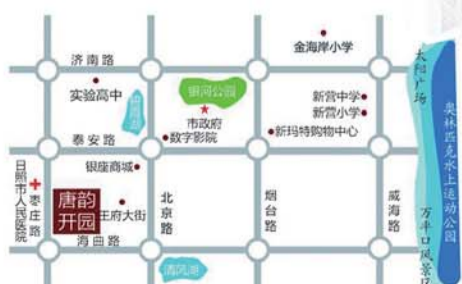 金海岸小学
济南路
实验高中
银河公园
市政府
数字影院
新营中学
新营小学
新玛特购物中心
泰安路
银座商城
唐韵
开园
王府大街
海曲路
日照市人民医院
枣庄路
北京路
烟台路
威海路
太阳广场
万平口风景区
奥林匹克水上运动公园
清风湖